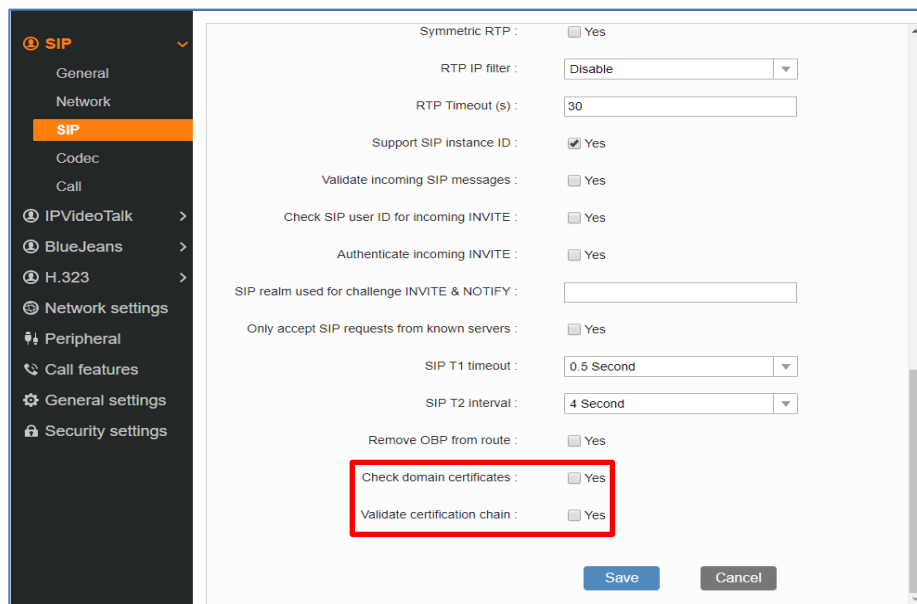 SIP
General
Network
SIP
Codec
Call
IPVideoTalk
BlueJeans
H.323
Network settings
Peripheral
Call features
General settings
Security settings
Symmetric RTP : Yes
RTP IP filter : Disable
RTP Timeout (s) : 30
Support SIP instance ID : Yes
Validate incoming SIP messages : Yes
Check SIP user ID for incoming INVITE : Yes
Authenticate incoming INVITE : Yes
SIP realm used for challenge INVITE & NOTIFY :
Only accept SIP requests from known servers : Yes
SIP T1 timeout : 0.5 Second
SIP T2 interval : 4 Second
Remove OBP from route : Yes
Check domain certificates : Yes
Validate certification chain : Yes
Save Cancel